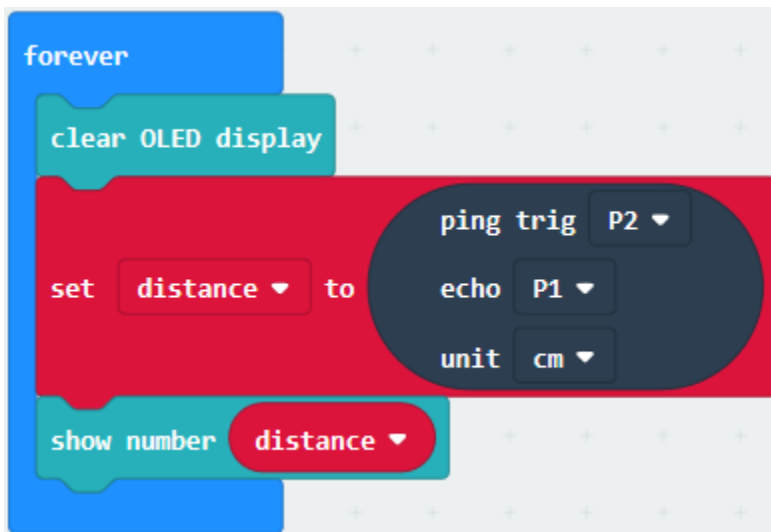 forever
clear OLED display
ping trig P2
set distance to echo P1
unit cm
show number distance